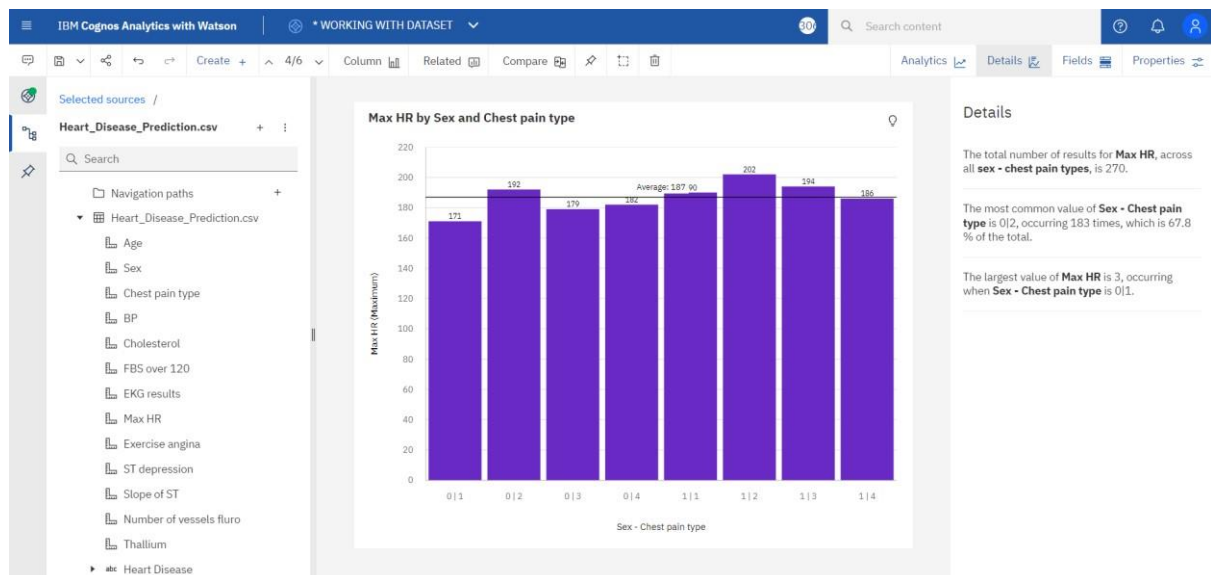 IBM Cognos Analytics with Watson
* WORKING WITH DATASET
30
Search content
Create +
4/6
Column
Related
Compare
Analytics
Details
Fields
Properties
Selected sources /
Heart_Disease_Prediction.csv
Search
Navigation paths
Heart_Disease_Prediction.csv
Age
Sex
Chest pain type
BP
Cholesterol
FBS over 120
EKG results
Max HR
Exercise angina
ST depression
Slope of ST
Number of vessels fluro
Thallium
abc Heart Disease
Max HR by Sex and Chest pain type
Max HR (Maximum)
220
200
180
160
140
120
100
80
60
40
20
0
171
192
179
182
Average: 187 90
202
194
186
0|1
0|2
0|3
0|4
1|1
1|2
1|3
1|4
Sex - Chest pain type
Details
The total number of results for Max HR, across
all sex - chest pain types, is 270.
The most common value of Sex - Chest pain
type is 0|2, occurring 183 times, which is 67.8
% of the total.
The largest value of Max HR is 3, occurring
when Sex - Chest pain type is 0|1.